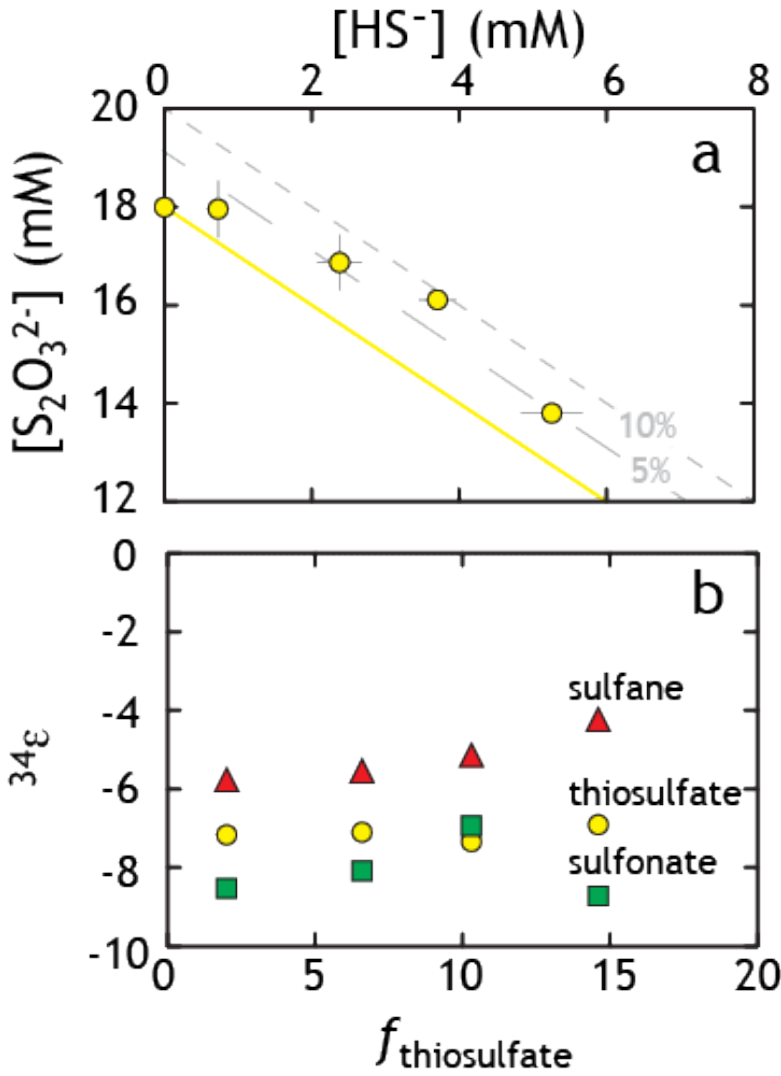 [HS⁻] (mM)
0 2 4 6 8
20
a
18
16
14
12
[S₂O₃²⁻] (mM)
10%
5%
0
b
-2
-4
-6
-8
-10
³⁴ε
sulfane
thiosulfate
sulfonate
0 5 10 15 20
fthiosulfate